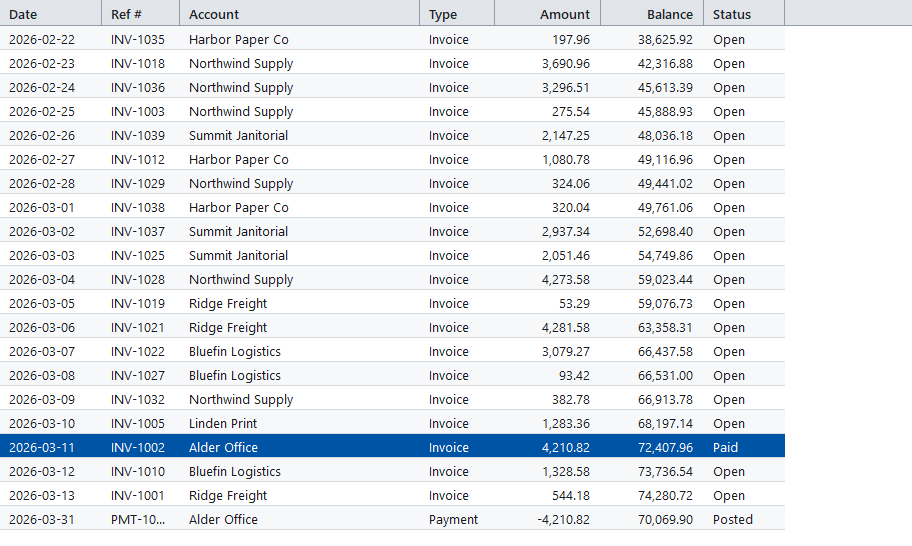 Date Ref # Account Type Amount Balance Status
2026-02-22 INV-1035 Harbor Paper Co Invoice 197.96 38,625.92 Open
2026-02-23 INV-1018 Northwind Supply Invoice 3,690.96 42,316.88 Open
2026-02-24 INV-1036 Northwind Supply Invoice 3,296.51 45,613.39 Open
2026-02-25 INV-1003 Northwind Supply Invoice 275.54 45,888.93 Open
2026-02-26 INV-1039 Summit Janitorial Invoice 2,147.25 48,036.18 Open
2026-02-27 INV-1012 Harbor Paper Co Invoice 1,080.78 49,116.96 Open
2026-02-28 INV-1029 Northwind Supply Invoice 324.06 49,441.02 Open
2026-03-01 INV-1038 Harbor Paper Co Invoice 320.04 49,761.06 Open
2026-03-02 INV-1037 Summit Janitorial Invoice 2,937.34 52,698.40 Open
2026-03-03 INV-1025 Summit Janitorial Invoice 2,051.46 54,749.86 Open
2026-03-04 INV-1028 Northwind Supply Invoice 4,273.58 59,023.44 Open
2026-03-05 INV-1019 Ridge Freight Invoice 53.29 59,076.73 Open
2026-03-06 INV-1021 Ridge Freight Invoice 4,281.58 63,358.31 Open
2026-03-07 INV-1022 Bluefin Logistics Invoice 3,079.27 66,437.58 Open
2026-03-08 INV-1027 Bluefin Logistics Invoice 93.42 66,531.00 Open
2026-03-09 INV-1032 Northwind Supply Invoice 382.78 66,913.78 Open
2026-03-10 INV-1005 Linden Print Invoice 1,283.36 68,197.14 Open
2026-03-11 INV-1002 Alder Office Invoice 4,210.82 72,407.96 Paid
2026-03-12 INV-1010 Bluefin Logistics Invoice 1,328.58 73,736.54 Open
2026-03-13 INV-1001 Ridge Freight Invoice 544.18 74,280.72 Open
2026-03-31 PMT-10... Alder Office Payment -4,210.82 70,069.90 Posted